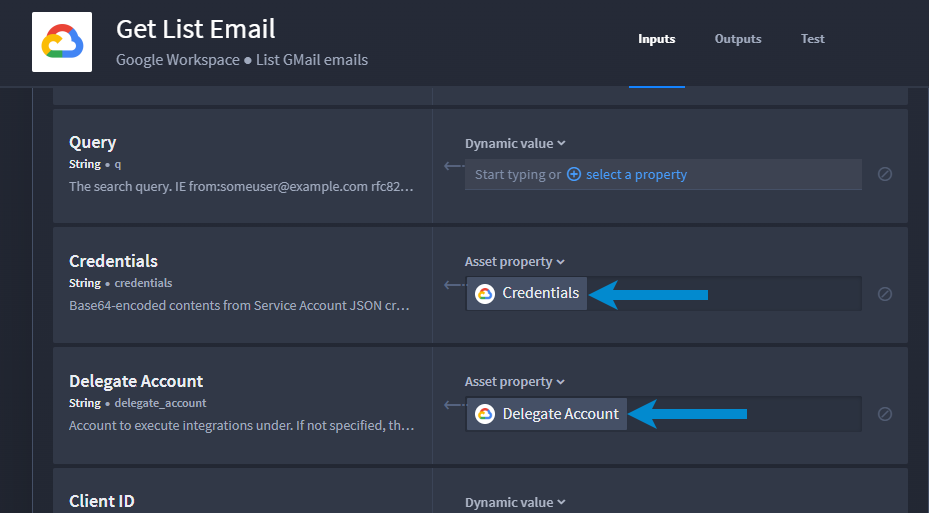 Get List Email
Google Workspace ● List GMail emails
Inputs
Outputs
Test
Query
String • q
The search query. IE from:someuser@example.com rfc82...
Dynamic value
Start typing or select a property
Credentials
String • credentials
Base64-encoded contents from Service Account JSON cr...
Asset property
Credentials
Delegate Account
String • delegate_account
Account to execute integrations under. If not specified, th...
Asset property
Delegate Account
Client ID
Dynamic value